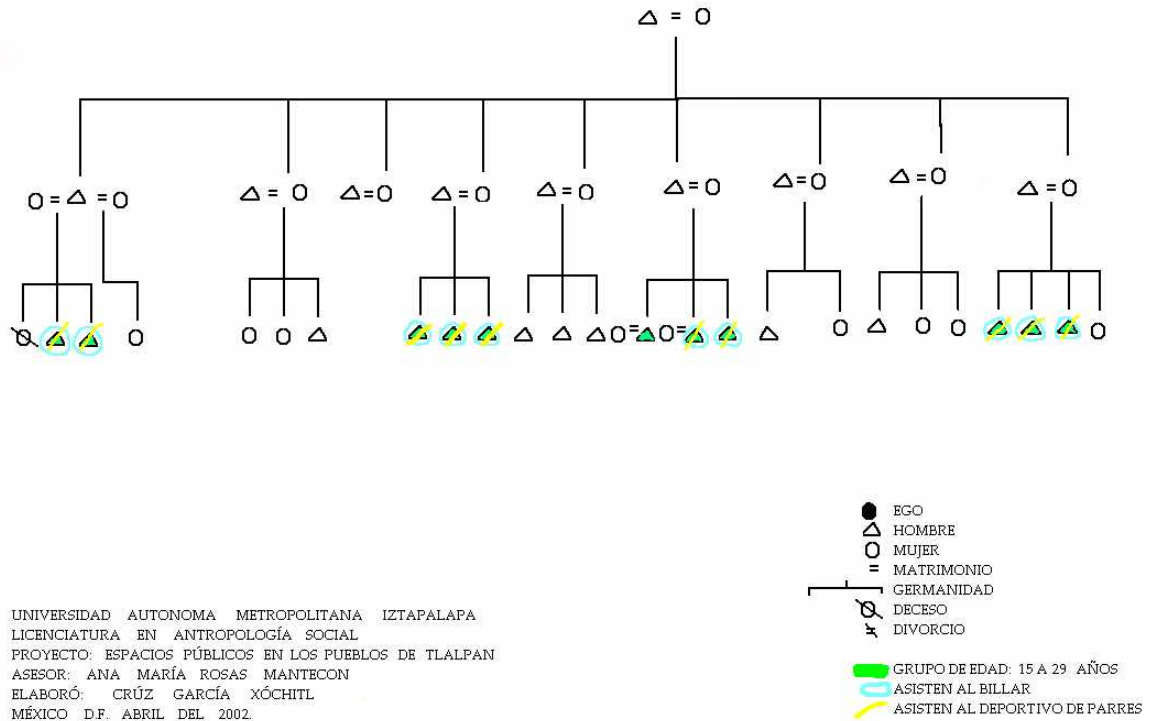 EGO
HOMBRE
MUJER
= MATRIMONIO
GERMANIDAD
DECESO
DIVORCIO
UNIVERSIDAD AUTONOMA METROPOLITANA IZTAPALAPA
LICENCIATURA EN ANTROPOLOGÍA SOCIAL
PROYECTO: ESPACIOS PÚBLICOS EN LOS PUEBLOS DE TLALPAN
ASESOR: ANA MARÍA ROSAS MANTECON
ELABORÓ: CRÚZ GARCÍA XÓCHITL
MÉXICO D.F. ABRIL DEL 2002.
GRUPO DE EDAD: 15 A 29 AÑOS
ASISTEN AL BILLAR
ASISTEN AL DEPORTIVO DE PARRES